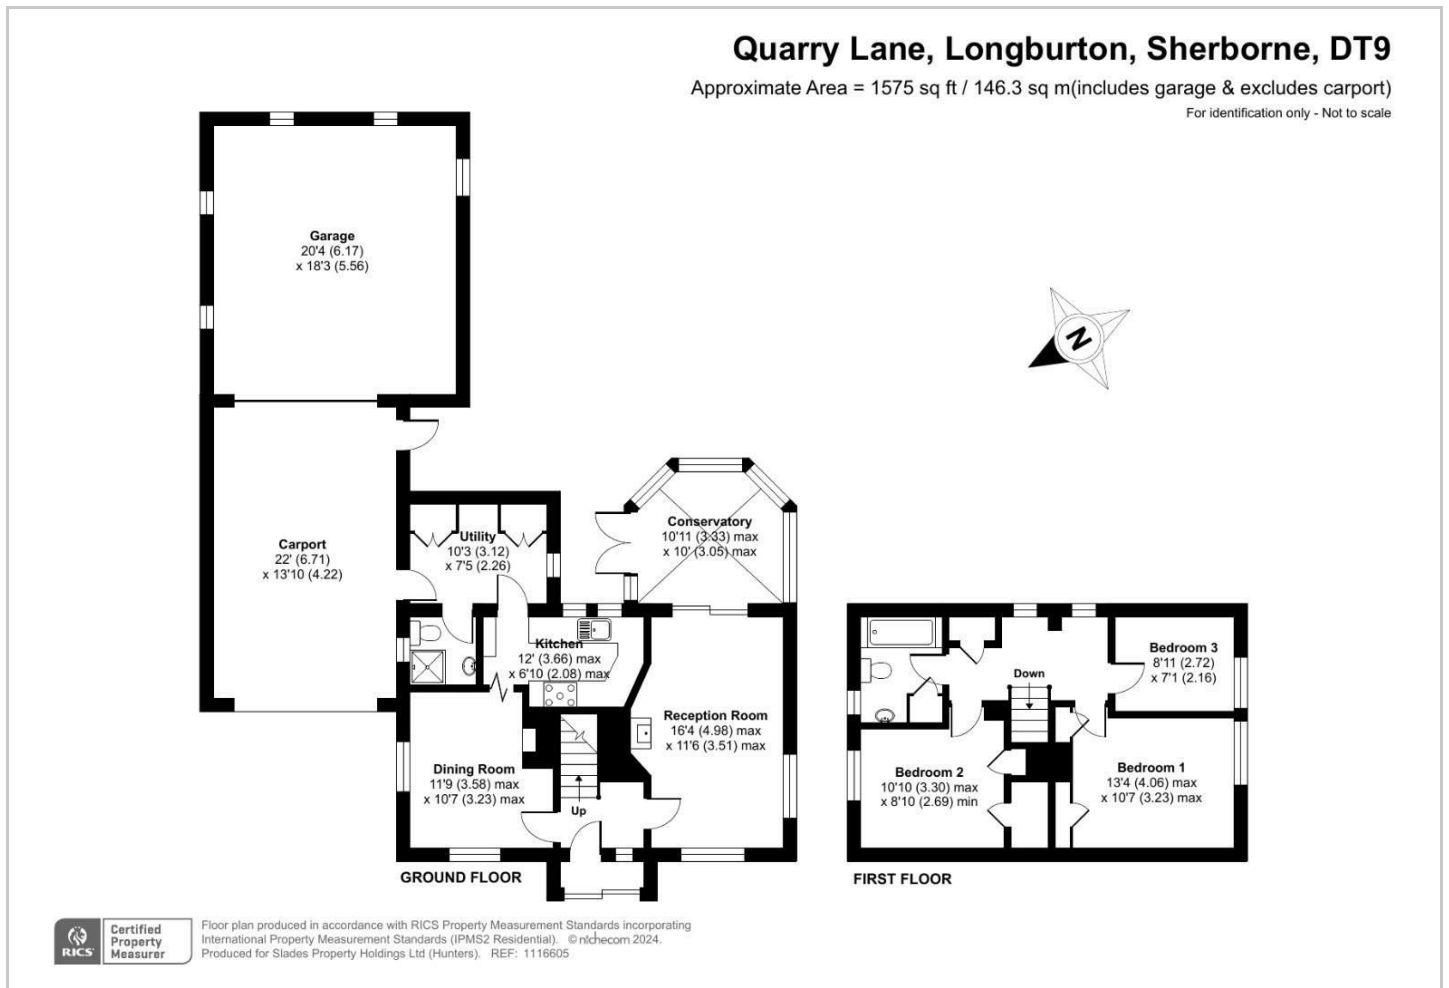 Quarry Lane, Longburton, Sherborne, DT9
Approximate Area = 1575 sq ft / 146.3 sq m(includes garage & excludes carport)
For identification only - Not to scale
Garage
20'4 (6.17)
x 18'3 (5.56)
N
Carport
22' (6.71)
x 13'10 (4.22)
Utility
10'3 (3.12)
x 7'5 (2.26)
Conservatory
10'11 (3.33) max
x 10' (3.05) max
Kitchen
12' (3.66) max
x 6'10 (2.08) max
Reception Room
16'4 (4.98) max
x 11'6 (3.51) max
Dining Room
11'9 (3.58) max
x 10'7 (3.23) max
Up
GROUND FLOOR
Bedroom 3
8'11 (2.72)
x 7'1 (2.16)
Down
Bedroom 2
10'10 (3.30) max
x 8'10 (2.69) min
Bedroom 1
13'4 (4.06) max
x 10'7 (3.23) max
FIRST FLOOR
RICS
Certified
Property
Measurer
Floor plan produced in accordance with RICS Property Measurement Standards incorporating
International Property Measurement Standards (IPMS2 Residential). © nichecom 2024.
Produced for Slades Property Holdings Ltd (Hunters). REF: 1116605